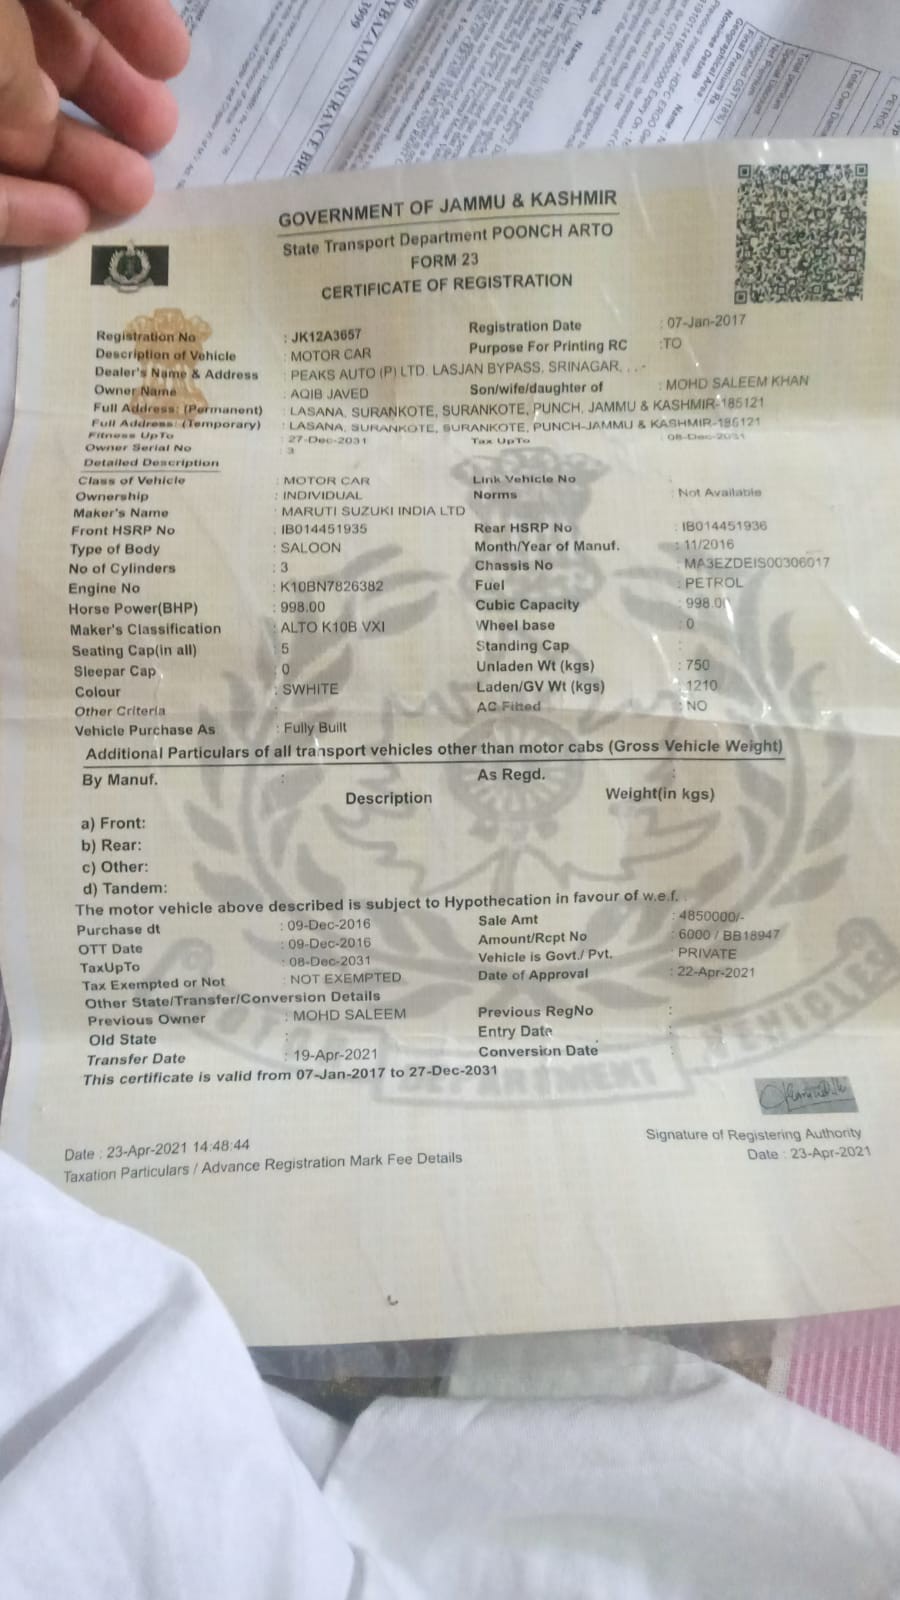 GOVERNMENT OF JAMMU & KASHMIR
State Transport Department POONCH ARTO
FORM 23
CERTIFICATE OF REGISTRATION
Registration No : JK12A3657 Registration Date : 07-Jan-2017
Description of Vehicle : MOTOR CAR Purpose For Printing RC :TO
Dealer's Name & Address : PEAKS AUTO (P) LTD. LASJAN BYPASS, SRINAGAR, . . -
Owner Name : AQIB JAVED Son/wife/daughter of : MOHD SALEEM KHAN
Full Address: (Permanent) : LASANA, SURANKOTE, SURANKOTE, PUNCH, JAMMU & KASHMIR-185121
Full Address: (Temporary) : LASANA, SURANKOTE, SURANKOTE, PUNCH-JAMMU & KASHMIR-185121
Fitness UpTo : 27-Dec-2031 Tax UpTo : 08-Dec-2031
Owner Serial No : 3
Detailed Description
Class of Vehicle : MOTOR CAR Link Vehicle No
Ownership : INDIVIDUAL Norms : Not Available
Maker's Name : MARUTI SUZUKI INDIA LTD
Front HSRP No : IB014451935 Rear HSRP No : IB014451936
Type of Body : SALOON Month/Year of Manuf. : 11/2016
No of Cylinders : 3 Chassis No : MA3EZDEIS00306017
Engine No : K10BN7826382 Fuel : PETROL
Horse Power(BHP) : 998.00 Cubic Capacity : 998.00
Maker's Classification : ALTO K10B VXI Wheel base : 0
Seating Cap(in all) : 5 Standing Cap :
Sleepar Cap : 0 Unladen Wt (kgs) : 750
Colour : SWHITE Laden/GV Wt (kgs) : 1210
Other Criteria : AC Fitted : NO
Vehicle Purchase As : Fully Built
Additional Particulars of all transport vehicles other than motor cabs (Gross Vehicle Weight)
By Manuf. : As Regd. :
Description Weight(in kgs)
a) Front:
b) Rear:
c) Other:
d) Tandem:
The motor vehicle above described is subject to Hypothecation in favour of w.e.f. .
Purchase dt : 09-Dec-2016 Sale Amt : 4850000/-
OTT Date : 09-Dec-2016 Amount/Rcpt No : 6000 / BB18947
TaxUpTo : 08-Dec-2031 Vehicle is Govt./ Pvt. : PRIVATE
Tax Exempted or Not : NOT EXEMPTED Date of Approval : 22-Apr-2021
Other State/Transfer/Conversion Details
Previous Owner : MOHD SALEEM Previous RegNo :
Old State : Entry Date :
Transfer Date : 19-Apr-2021 Conversion Date :
This certificate is valid from 07-Jan-2017 to 27-Dec-2031
Signature of Registering Authority
Date : 23-Apr-2021
Date : 23-Apr-2021 14:48:44
Taxation Particulars / Advance Registration Mark Fee Details